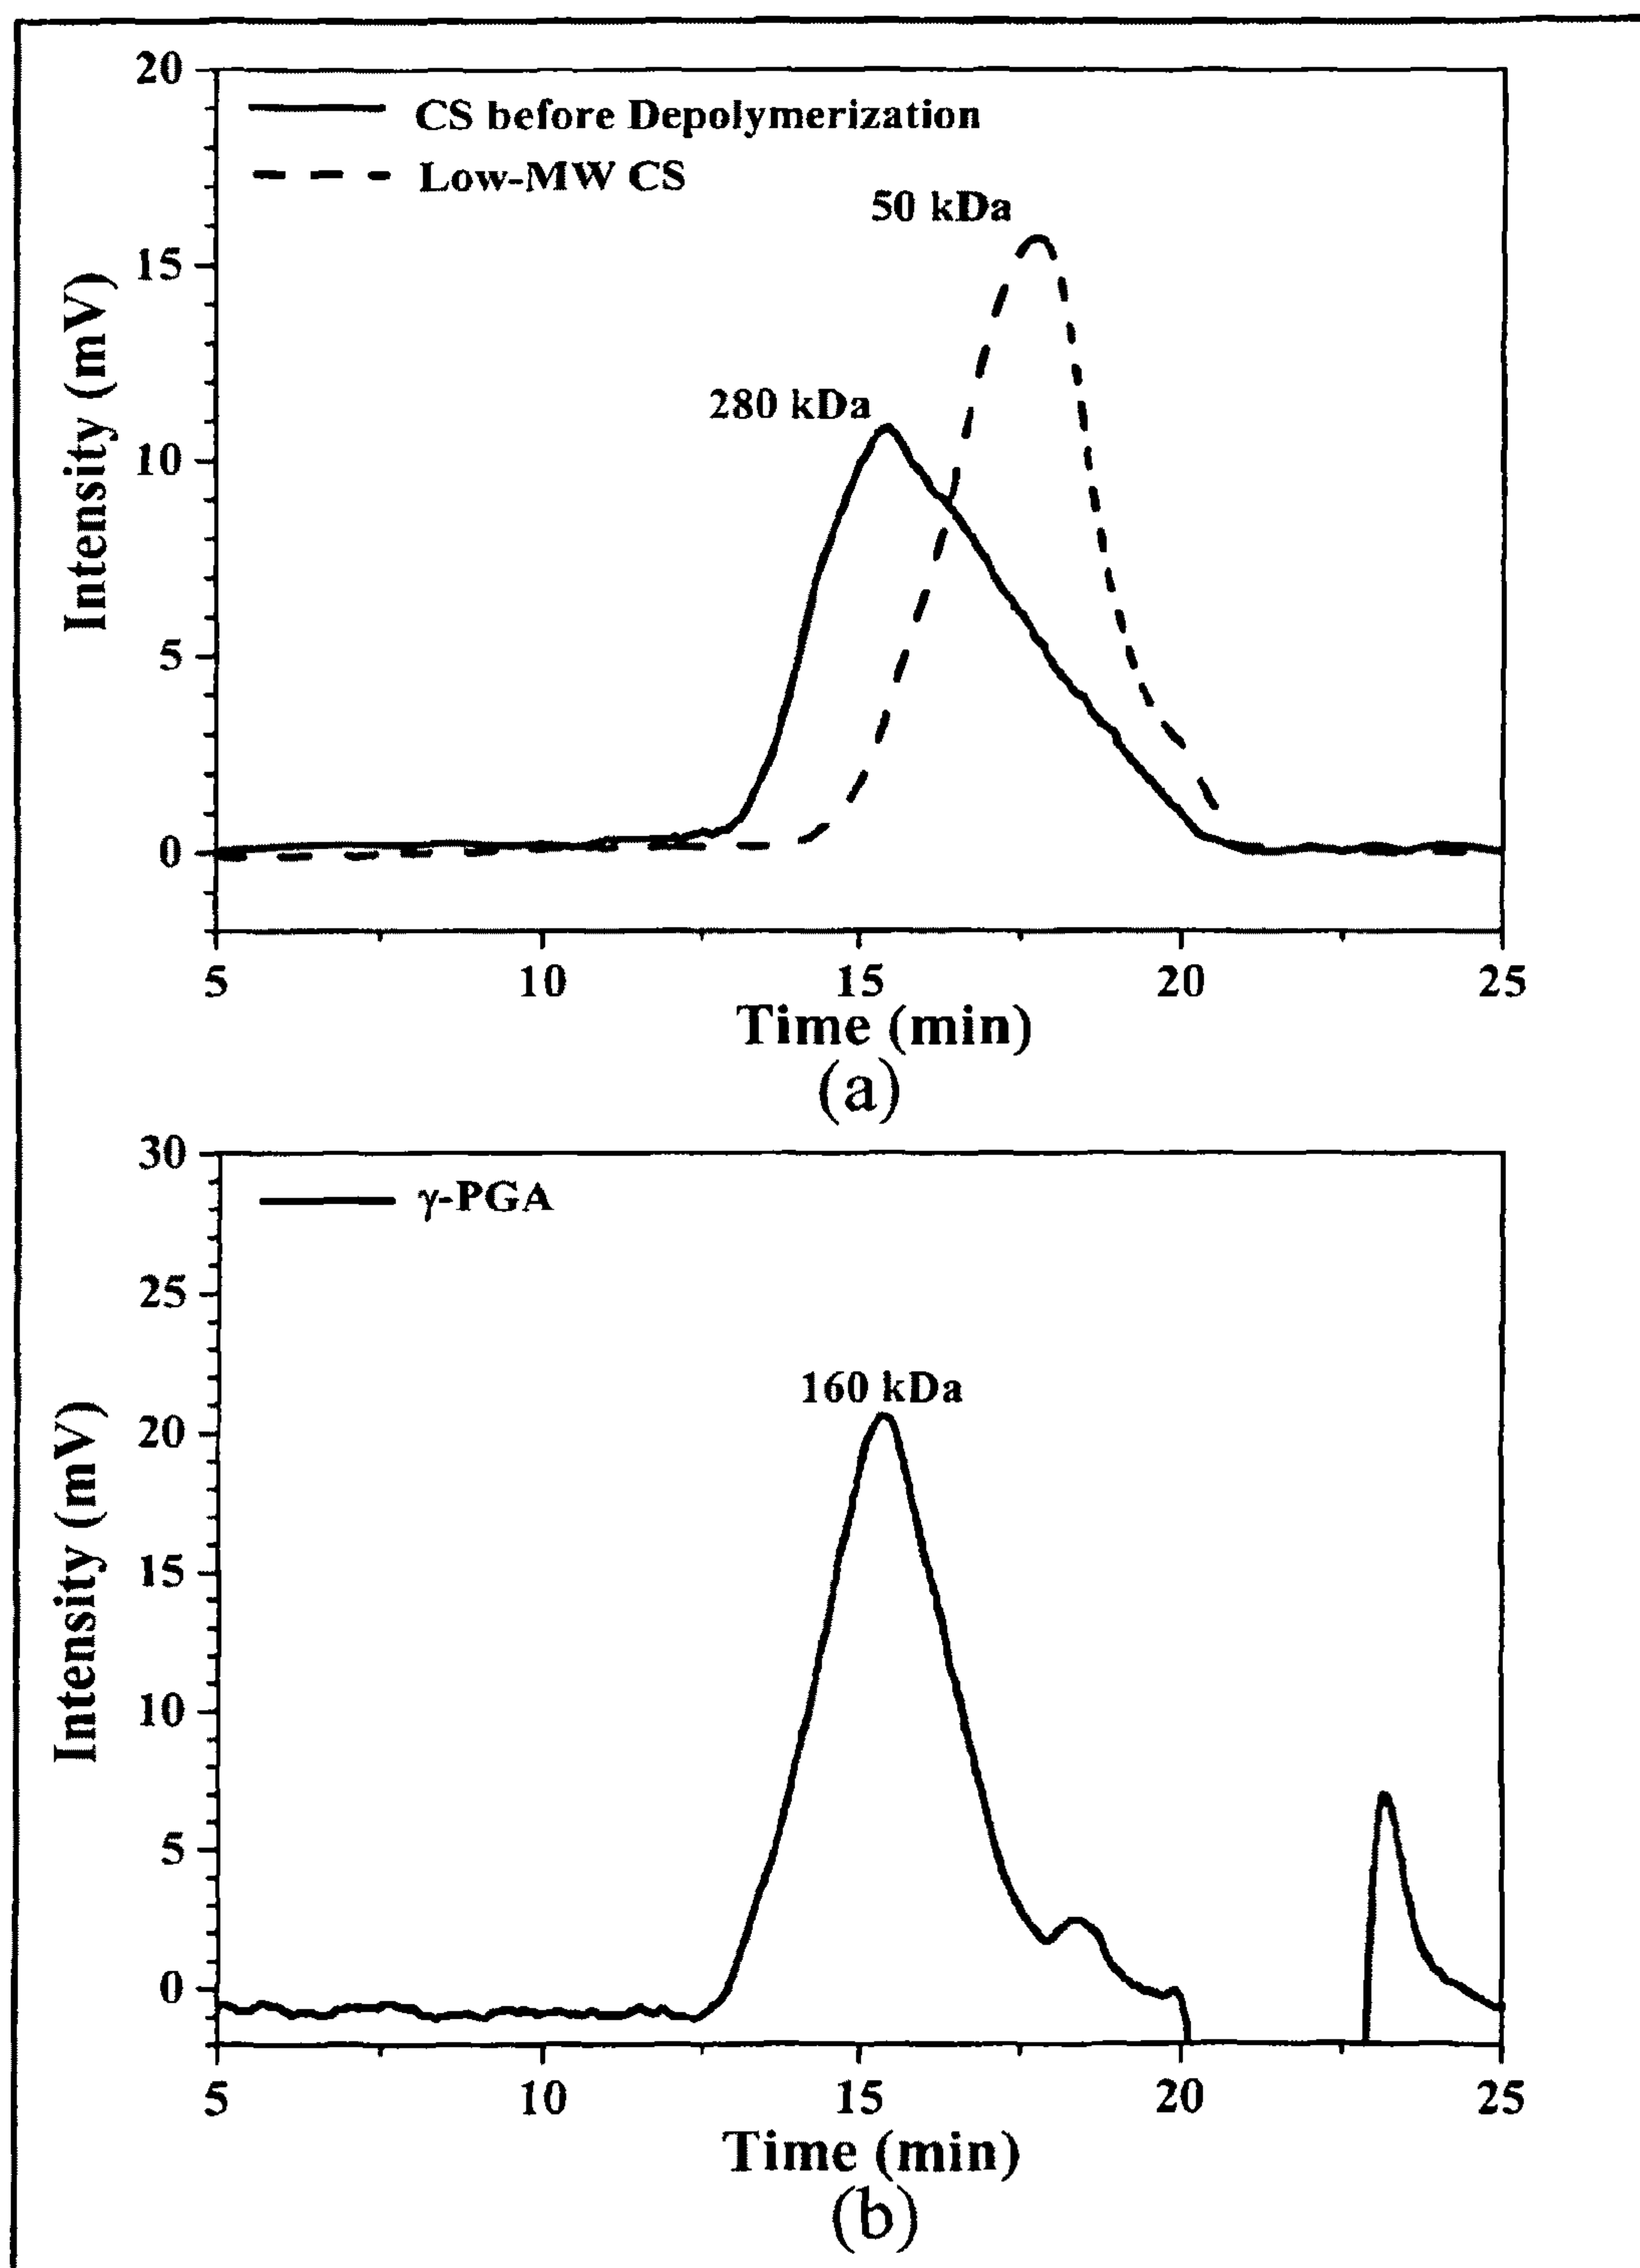 20
CS before Depolymerization
Low-MW CS
50 kDa
15
280 kDa
10
5
0
Intensity (mV)
5 10 15 20 25
Time (min)
(a)
30
γ-PGA
25
160 kDa
20
15
10
5
0
Intensity (mV)
5 10 15 20 25
Time (min)
(b)